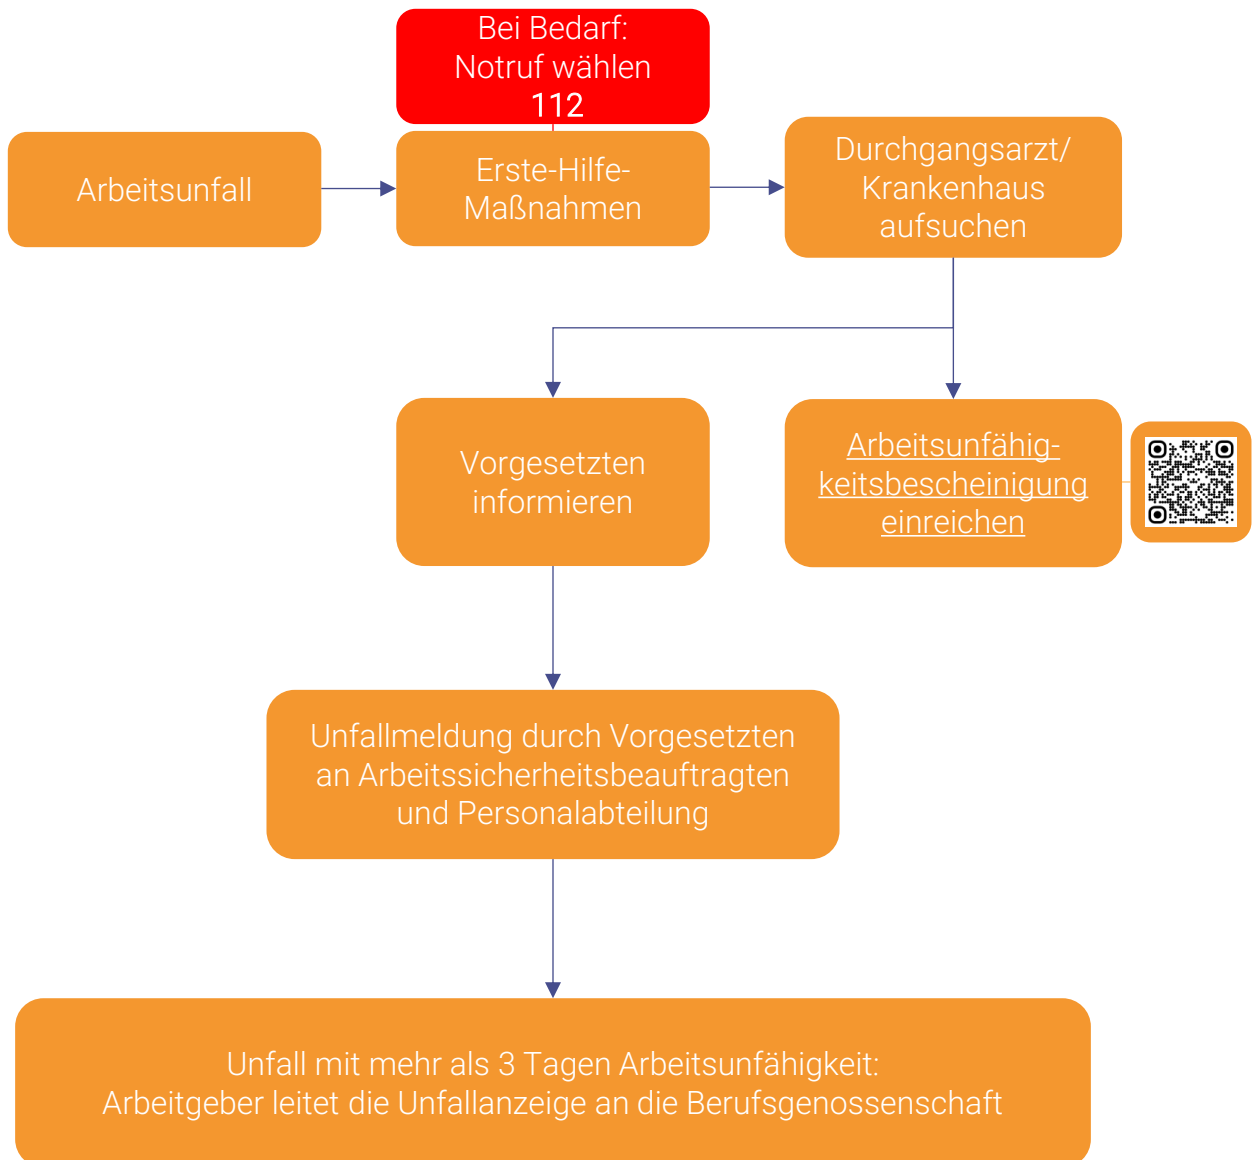 Bei Bedarf:
Notruf wählen
112
Arbeitsunfall
Erste-Hilfe-
Maßnahmen
Durchgangsarzt/
Krankenhaus
aufsuchen
Vorgesetzten
informieren
Arbeitsunfähig-
keitsbescheinigung
einreichen
Unfallmeldung durch Vorgesetzten
an Arbeitssicherheitsbeauftragten
und Personalabteilung
Unfall mit mehr als 3 Tagen Arbeitsunfähigkeit:
Arbeitgeber leitet die Unfallanzeige an die Berufsgenossenschaft